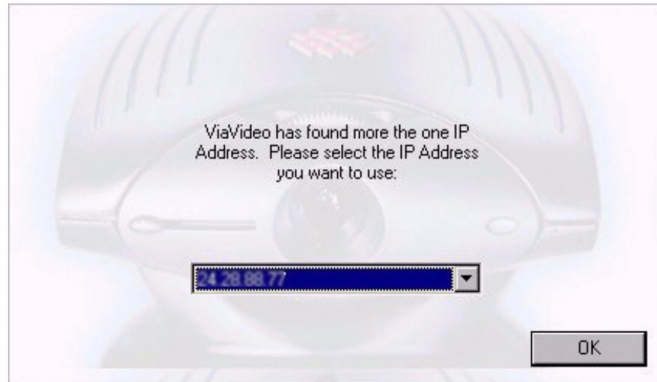 ViaVideo has found more the one IP
Address. Please select the IP Address
you want to use:
24.28.88.77
OK